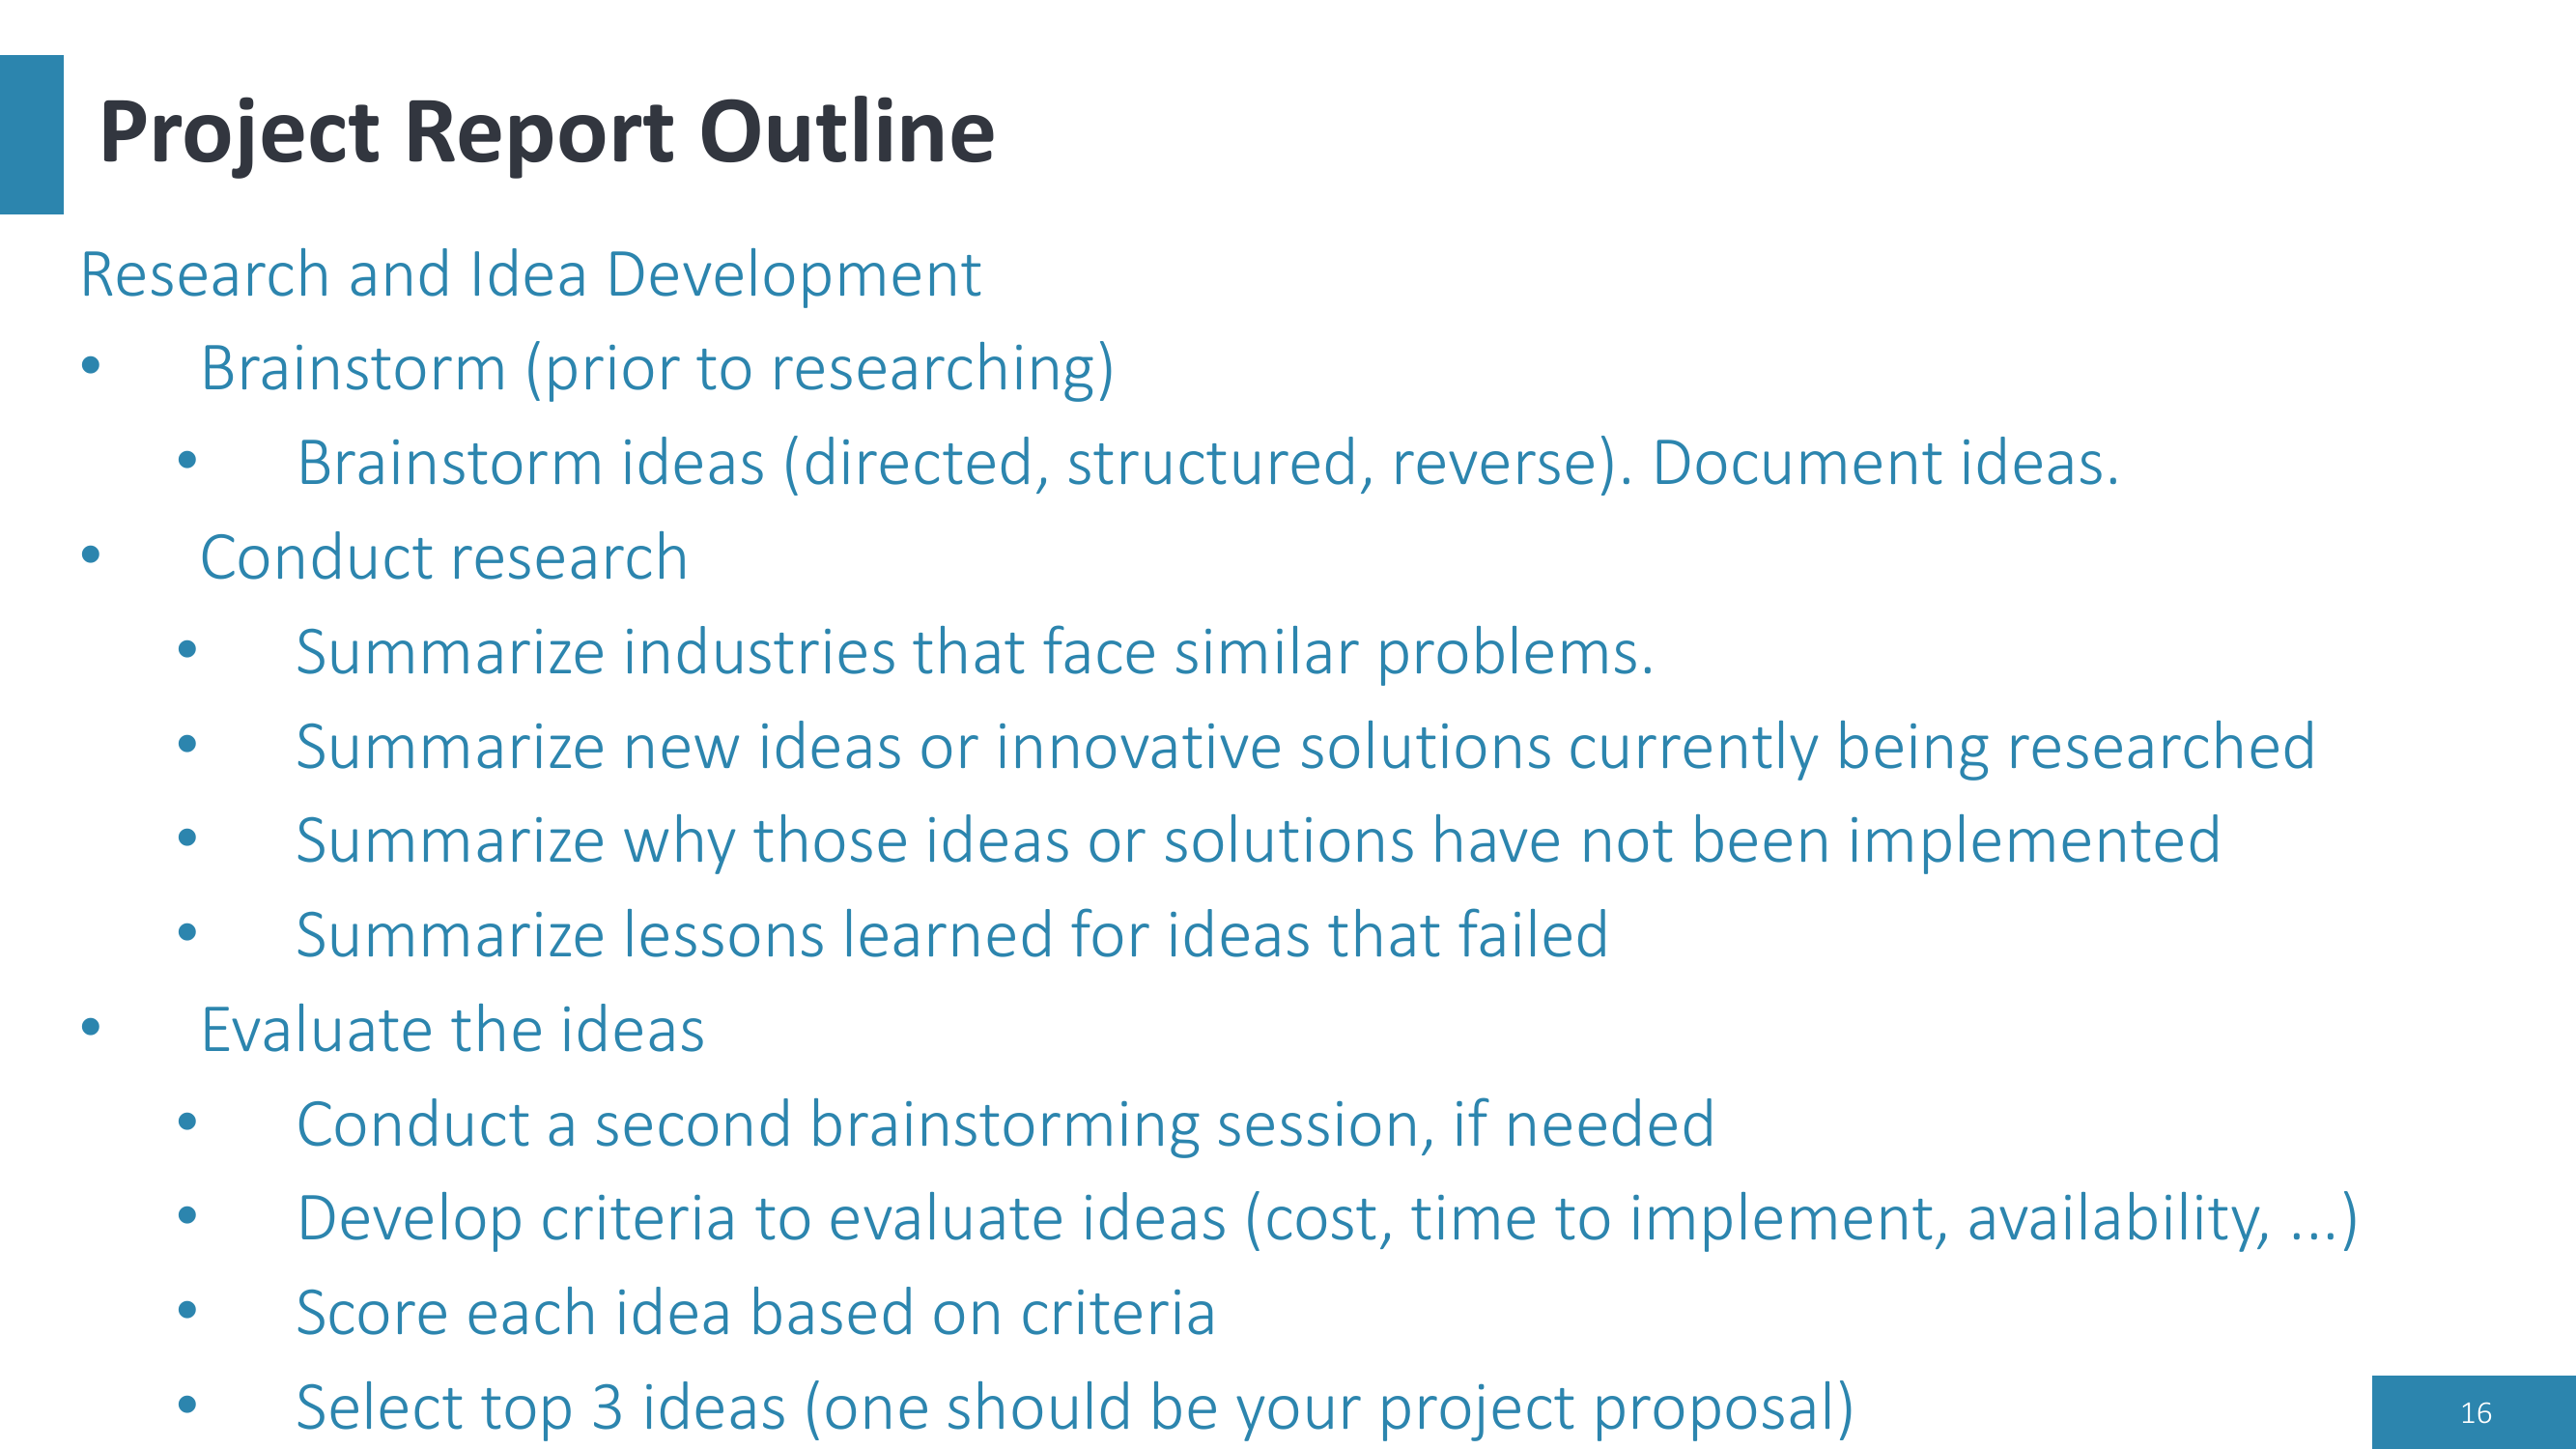 Project Report Outline
Research and Idea Development
• Brainstorm (prior to researching)
• Brainstorm ideas (directed, structured, reverse). Document ideas.
• Conduct research
• Summarize industries that face similar problems.
• Summarize new ideas or innovative solutions currently being researched
• Summarize why those ideas or solutions have not been implemented
• Summarize lessons learned for ideas that failed
• Evaluate the ideas
• Conduct a second brainstorming session, if needed
• Develop criteria to evaluate ideas (cost, time to implement, availability, ...)
• Score each idea based on criteria
• Select top 3 ideas (one should be your project proposal)
16